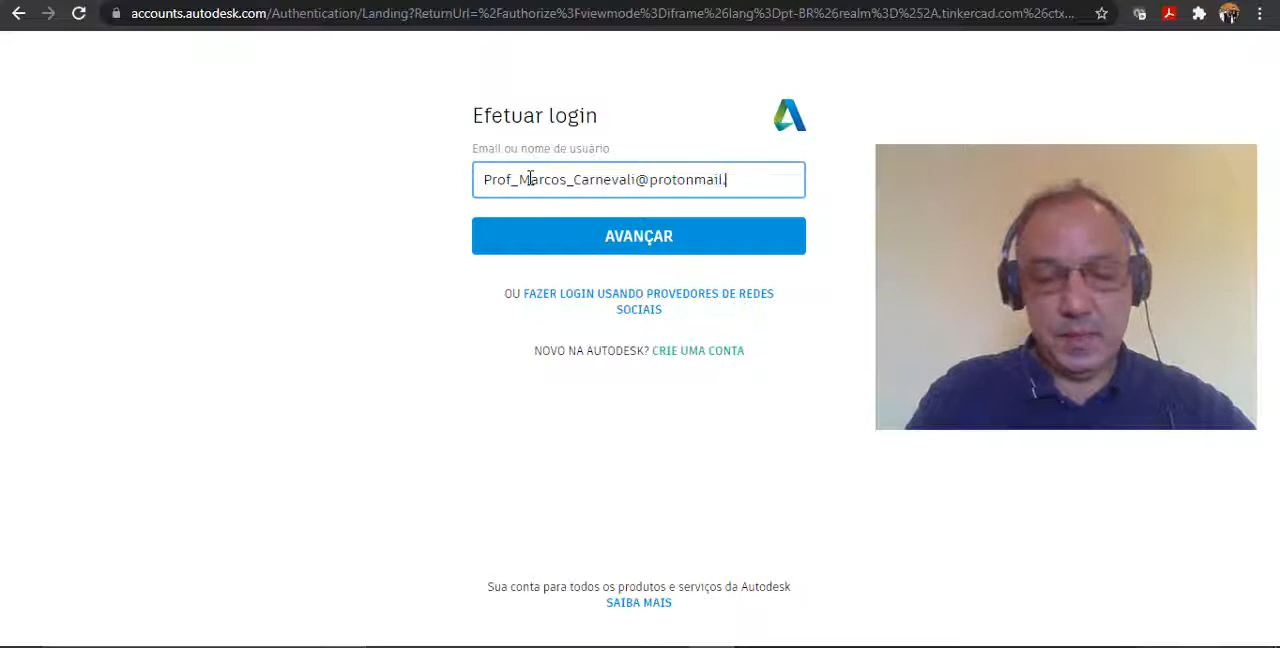 accounts.autodesk.com/Authentication/Landing?ReturnUrl=%2Fauthorize%3Fviewmode%3Diframe%26lang%3Dpt-BR%26realm%3D%252A.tinkercad.com%26ctx...
Efetuar login
Email ou nome de usuário
Prof_Marcos_Carnevali@protonmail.
AVANÇAR
OU FAZER LOGIN USANDO PROVEDORES DE REDES
SOCIAIS
NOVO NA AUTODESK? CRIE UMA CONTA
Sua conta para todos os produtos e serviços da Autodesk
SAIBA MAIS